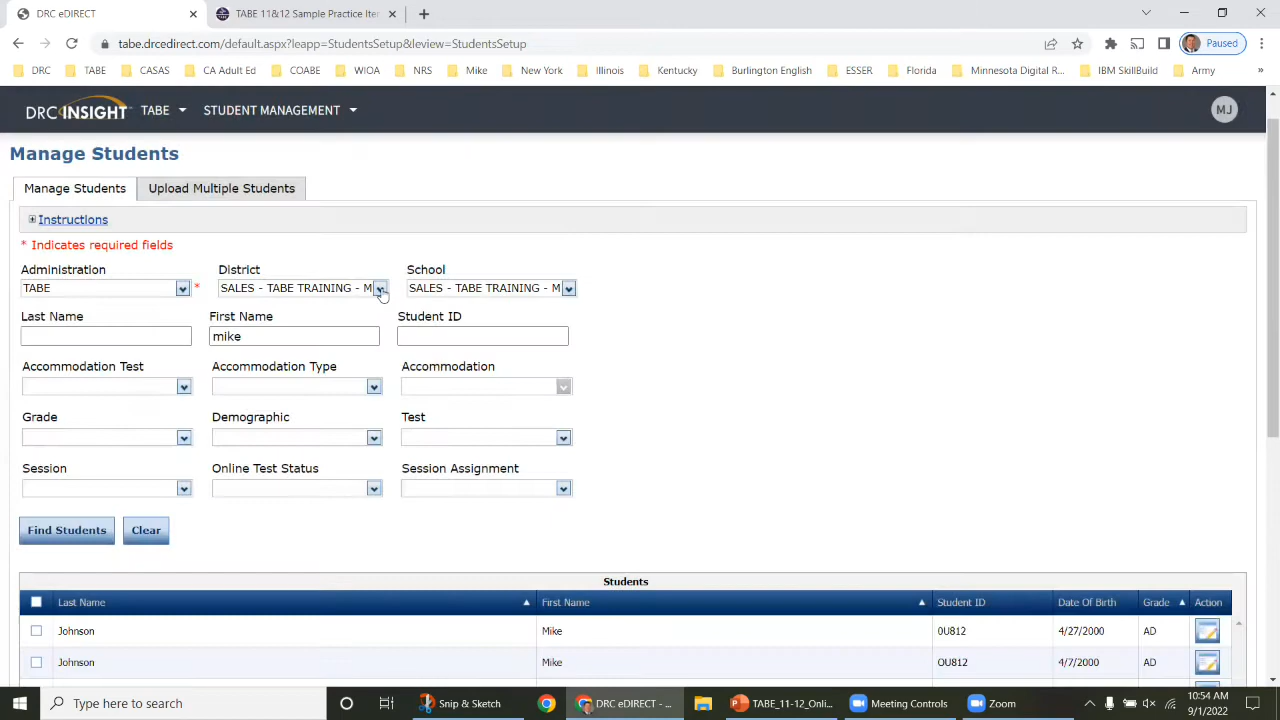 DRC eDIRECT
TABE 11&12 Sample Practice Iter
tabe.drcedirect.com/default.aspx?leapp=StudentsSetup&leview=StudentsSetup
Paused
DRC
TABE
CASAS
CA Adult Ed
COABE
WIOA
NRS
Mike
New York
Illinois
Kentucky
Burlington English
ESSER
Florida
Minnesota Digital R...
IBM SkillBuild
Army
»
DRC INSIGHT
TABE
STUDENT MANAGEMENT
MJ
Manage Students
Manage Students
Upload Multiple Students
Instructions
* Indicates required fields
Administration
District
School
TABE
*
SALES - TABE TRAINING - M
SALES - TABE TRAINING - M
Last Name
First Name
Student ID
mike
Accommodation Test
Accommodation Type
Accommodation
Grade
Demographic
Test
Session
Online Test Status
Session Assignment
Find Students
Clear
Students
Last Name
First Name
Student ID
Date Of Birth
Grade
Action
Johnson
Mike
0U812
4/27/2000
AD
Johnson
Mike
OU812
4/7/2000
AD
Type here to search
Snip & Sketch
DRC eDIRECT - ...
TABE_11-12_Onli...
Meeting Controls
Zoom
10:54 AM
9/1/2022